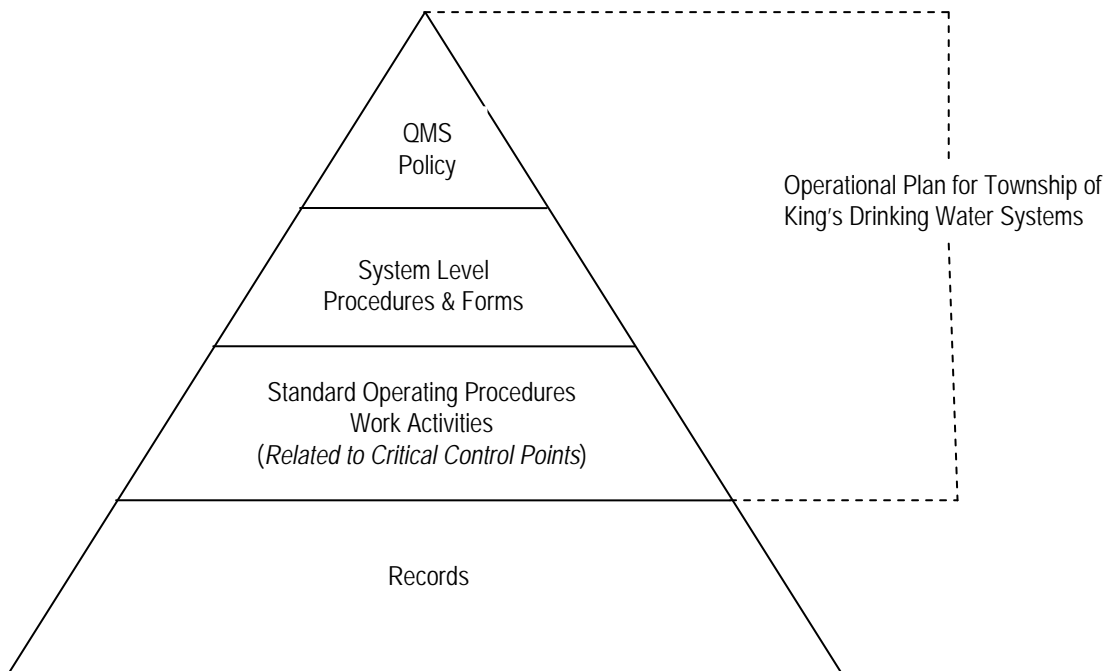 QMS
Policy
Operational Plan for Township of
King's Drinking Water Systems
System Level
Procedures & Forms
Standard Operating Procedures
Work Activities
(Related to Critical Control Points)
Records